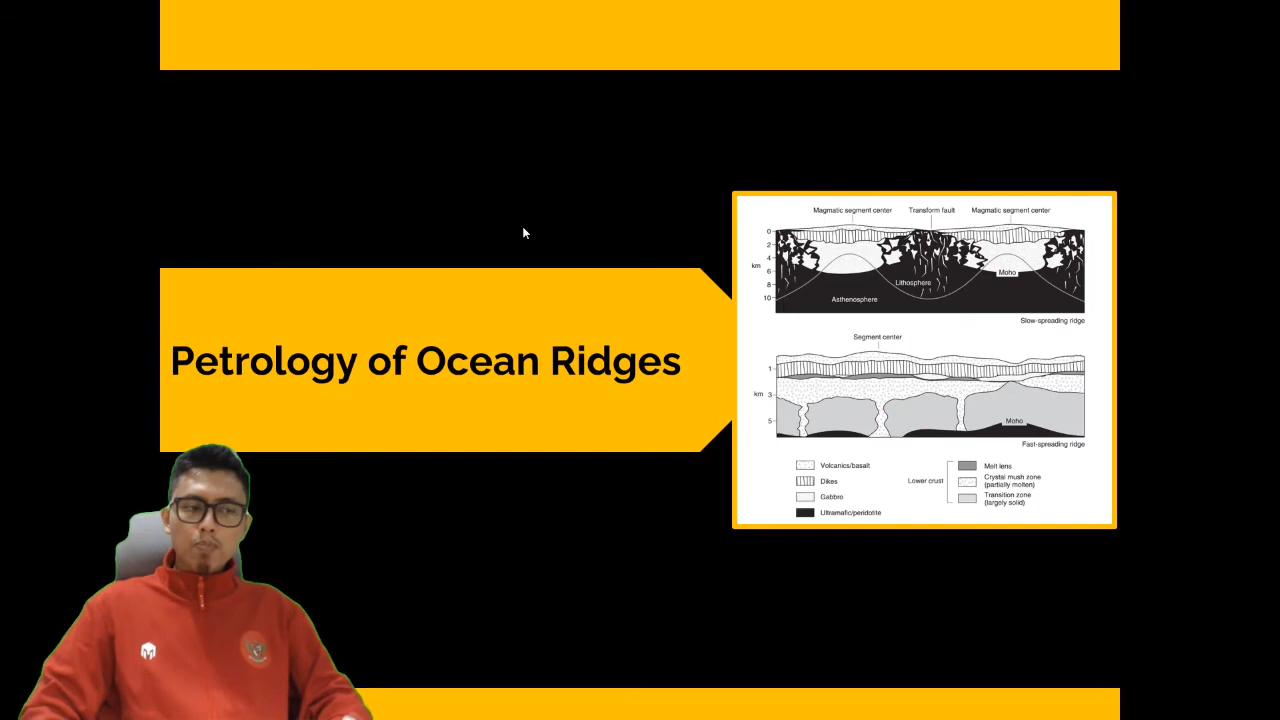 Petrology of Ocean Ridges
Magmatic segment center Transform fault Magmatic segment center
0
2
4
km
6
8
10
Moho
Lithosphere
Asthenosphere
Slow-spreading ridge
Segment center
1
km 3
5
Moho
Fast-spreading ridge
Volcanics/basalt
Dikes
Gabbro
Ultramafic/peridotite
Lower crust
Melt lens
Crystal mush zone
(partially molten)
Transition zone
(largely solid)